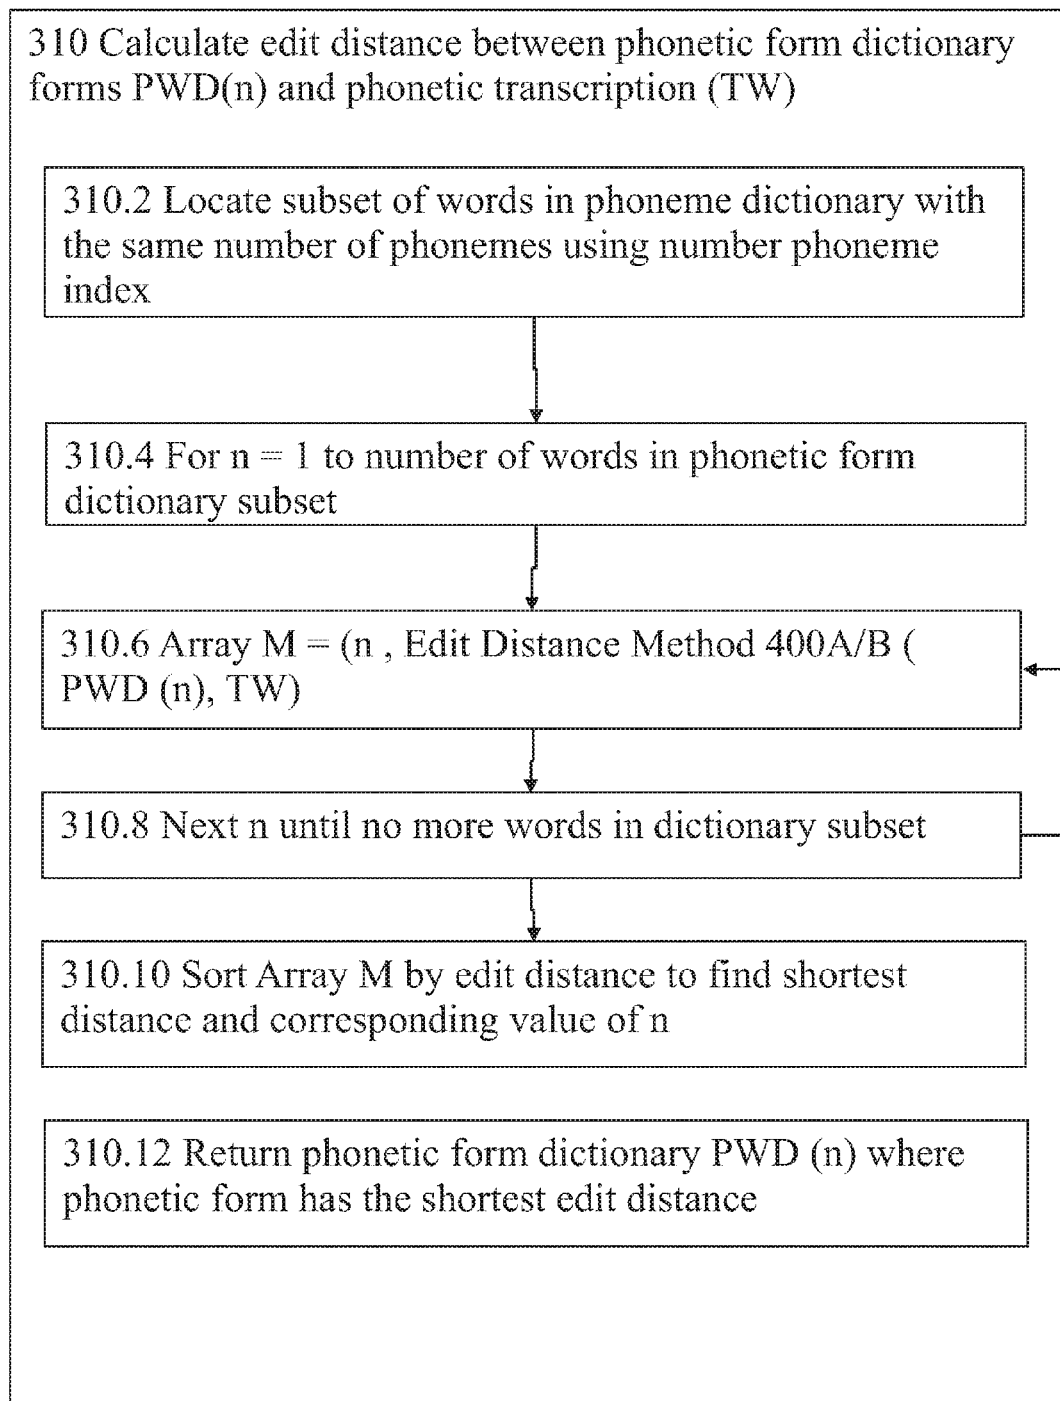 310 Calculate edit distance between phonetic form dictionary
forms PWD(n) and phonetic transcription (TW)
310.2 Locate subset of words in phoneme dictionary with
the same number of phonemes using number phoneme
index
310.4 For n = 1 to number of words in phonetic form
dictionary subset
310.6 Array M = (n , Edit Distance Method 400A/B (
PWD (n), TW)
310.8 Next n until no more words in dictionary subset
310.10 Sort Array M by edit distance to find shortest
distance and corresponding value of n
310.12 Return phonetic form dictionary PWD (n) where
phonetic form has the shortest edit distance